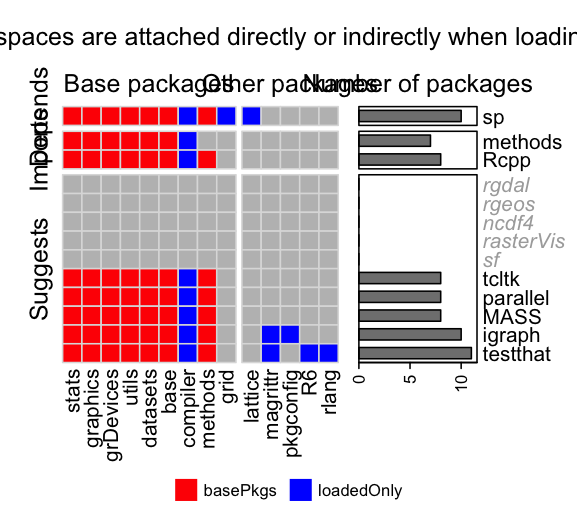 spaces are attached directly or indirectly when loadin
Base packages
Other packages
Number of packages
Depends
Imports
Suggests
sp
methods
Rcpp
rgdal
rgeos
ncdf4
rasterVis
sf
tcltk
parallel
MASS
igraph
testthat
stats
graphics
grDevices
utils
datasets
base
compiler
methods
grid
lattice
magrittr
pkgconfig
R6
rlang
0
5
10
basePkgs
loadedOnly